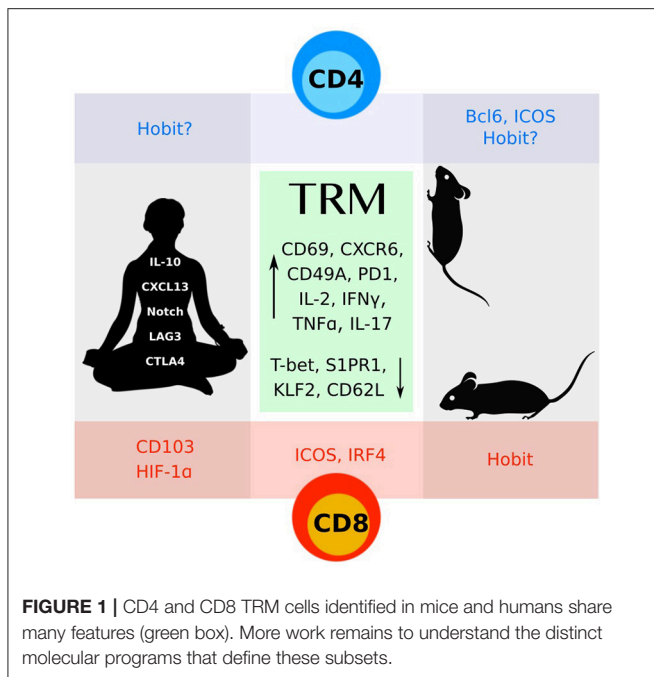 CD4
Hobit?
Bcl6, ICOS
Hobit?
IL-10
CXCL13
Notch
LAG3
CTLA4
TRM
CD69, CXCR6,
CD49A, PD1,
IL-2, IFNγ,
TNFα, IL-17
T-bet, S1PR1,
KLF2, CD62L
CD103
HIF-1α
ICOS, IRF4
Hobit
CD8
FIGURE 1 | CD4 and CD8 TRM cells identified in mice and humans share
many features (green box). More work remains to understand the distinct
molecular programs that define these subsets.